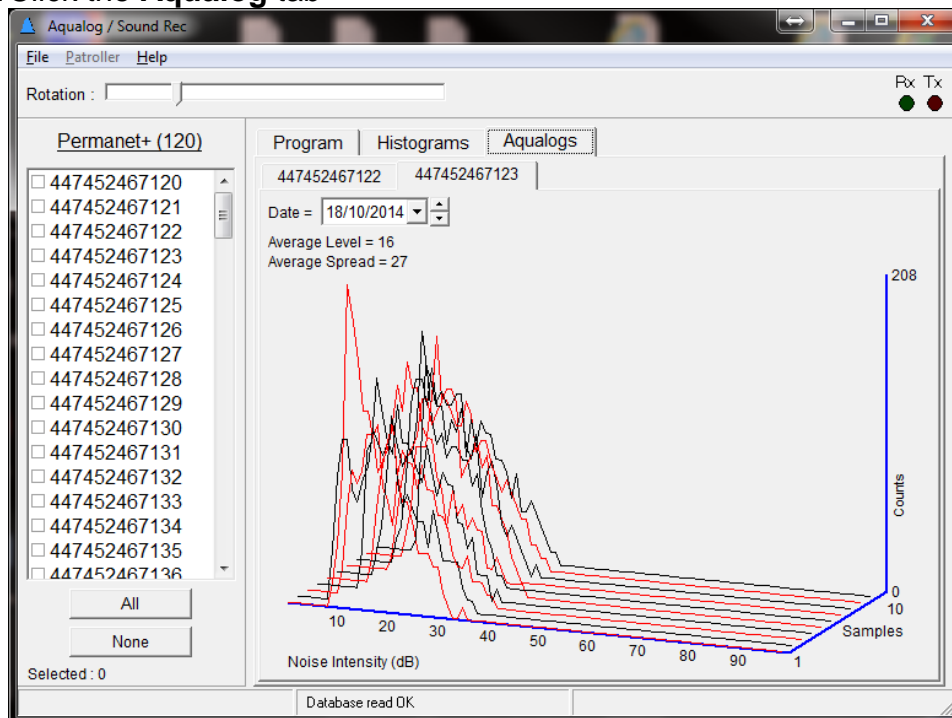 Click the Aqualog tab
Aqualog / Sound Rec
File Patroller Help
Rotation :
Rx Tx
Permanet+ (120)
447452467120
447452467121
447452467122
447452467123
447452467124
447452467125
447452467126
447452467127
447452467128
447452467129
447452467130
447452467131
447452467132
447452467133
447452467134
447452467135
447452467136
All
None
Selected : 0
Program Histograms Aqualogs
447452467122 447452467123
Date = 18/10/2014
Average Level = 16
Average Spread = 27
208
Counts
0
10
Samples
1
10 20 30 40 50 60 70 80 90
Noise Intensity (dB)
Database read OK